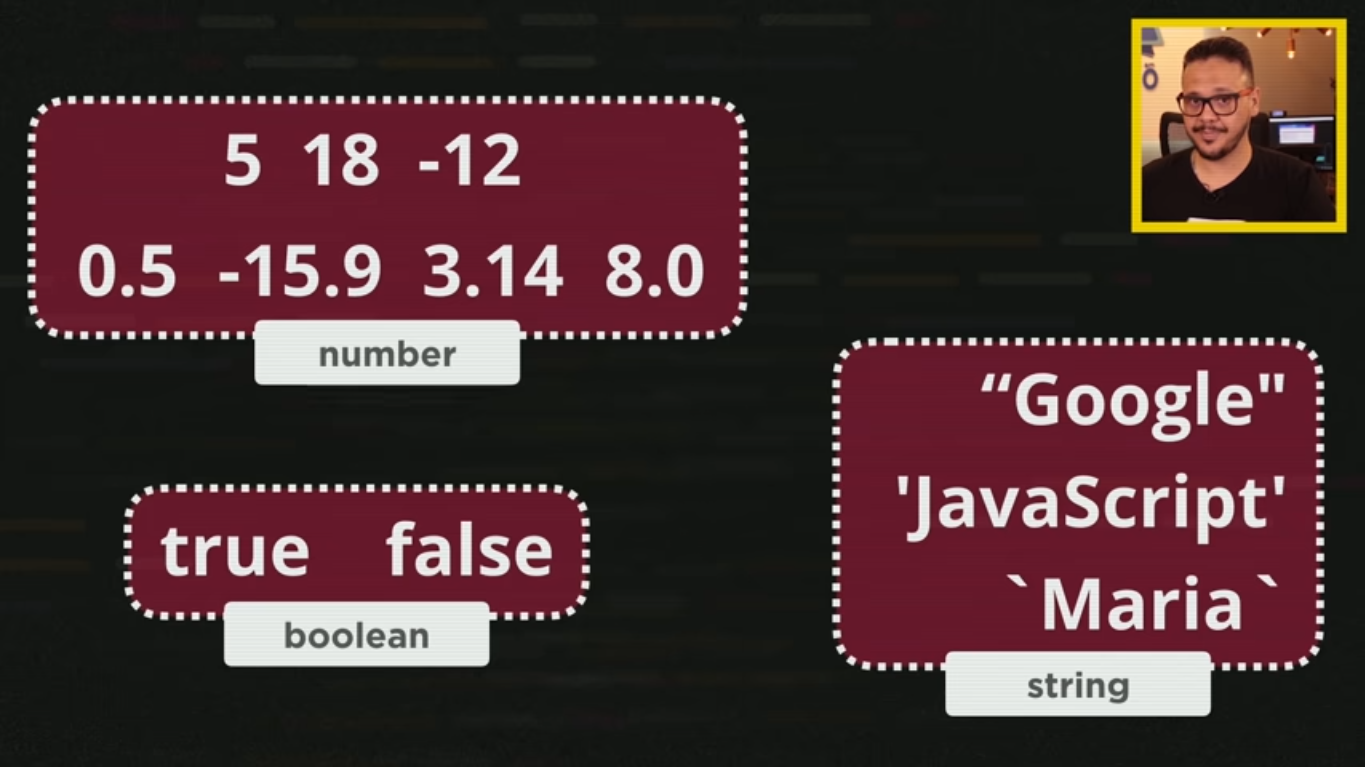 5 18 -12
0.5 -15.9 3.14 8.0
number
true false
boolean
“Google"
'JavaScript'
`Maria`
string